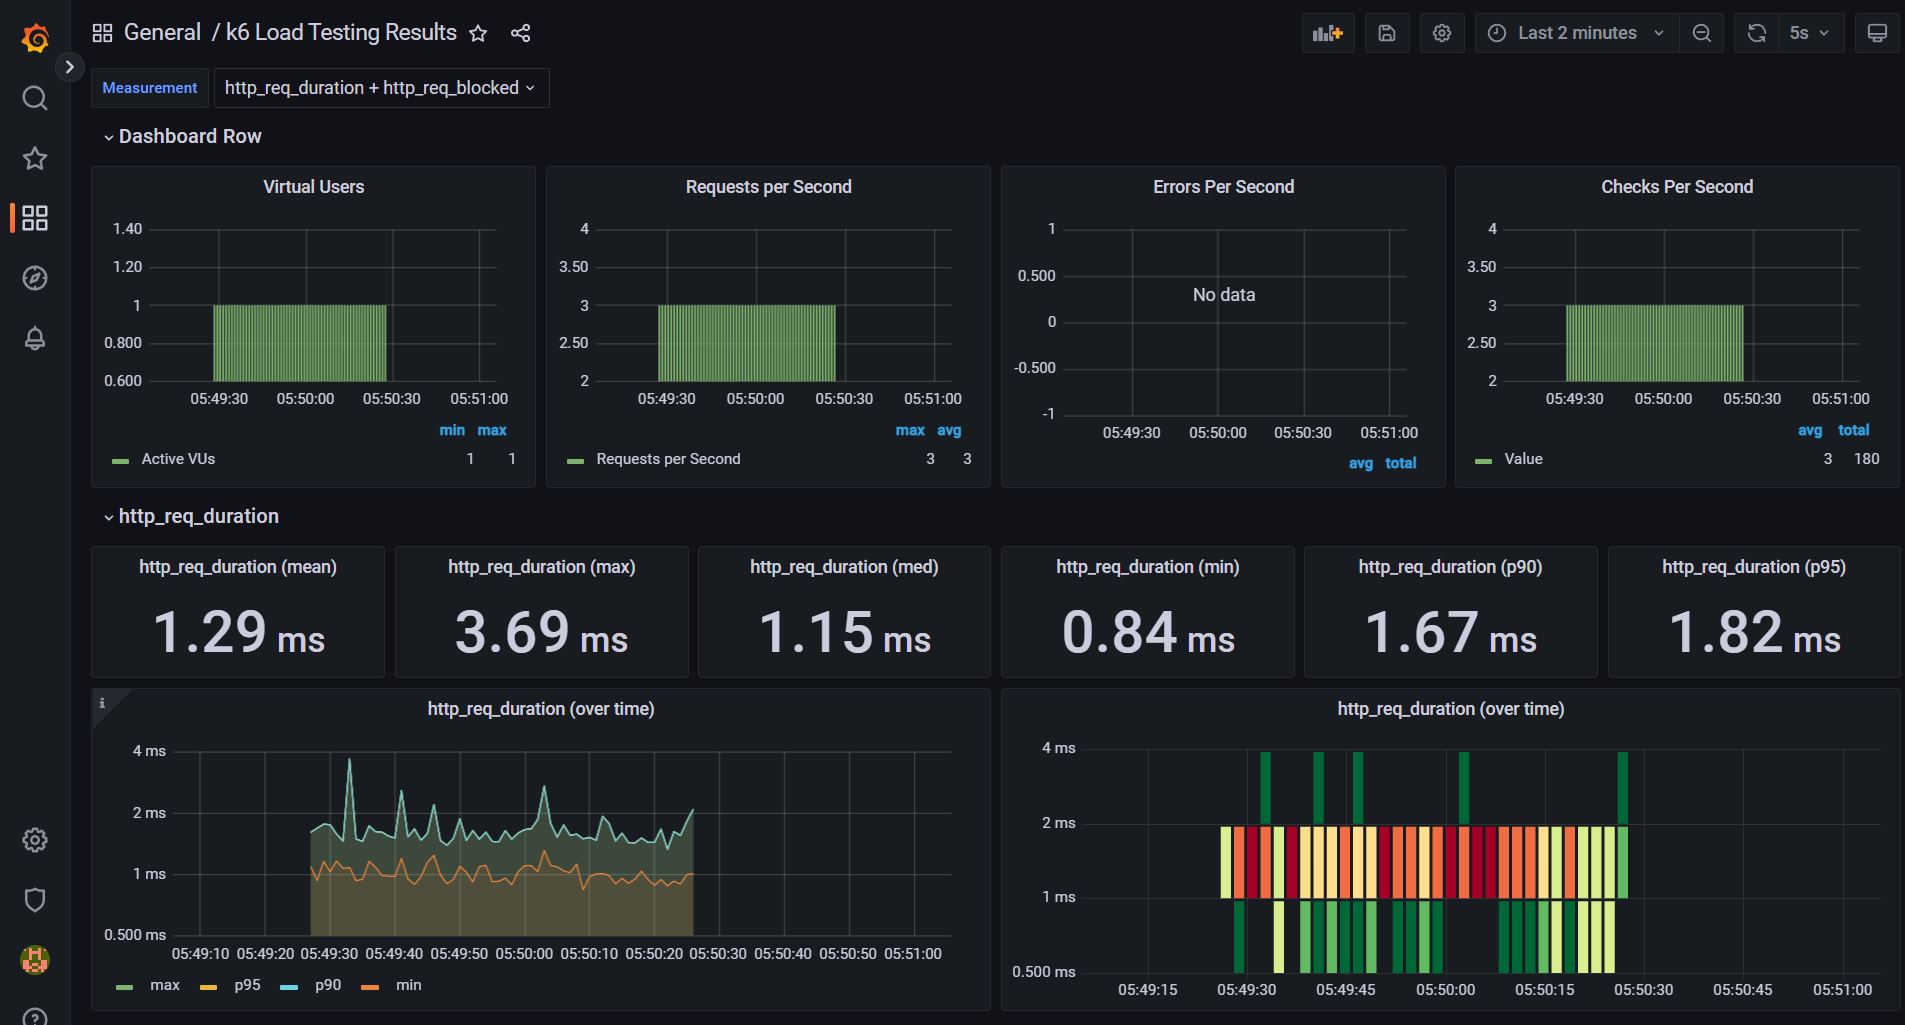 General / k6 Load Testing Results
Last 2 minutes
5s
Measurement
http_req_duration + http_req_blocked
Dashboard Row
Virtual Users
1.40
1.20
1
0.800
0.600
05:49:30 05:50:00 05:50:30 05:51:00
min max
Active VUs 1 1
Requests per Second
4
3.50
3
2.50
2
05:49:30 05:50:00 05:50:30 05:51:00
max avg
Requests per Second 3 3
Errors Per Second
1
0.500
No data
0
-0.500
-1
05:49:30 05:50:00 05:50:30 05:51:00
avg total
Checks Per Second
4
3.50
3
2.50
2
05:49:30 05:50:00 05:50:30 05:51:00
avg total
Value 3 180
http_req_duration
http_req_duration (mean)
1.29 ms
http_req_duration (max)
3.69 ms
http_req_duration (med)
1.15 ms
http_req_duration (min)
0.84 ms
http_req_duration (p90)
1.67 ms
http_req_duration (p95)
1.82 ms
i
http_req_duration (over time)
4 ms
2 ms
1 ms
0.500 ms
05:49:10 05:49:20 05:49:30 05:49:40 05:49:50 05:50:00 05:50:10 05:50:20 05:50:30 05:50:40 05:50:50 05:51:00
max p95 p90 min
http_req_duration (over time)
4 ms
2 ms
1 ms
0.500 ms
05:49:15 05:49:30 05:49:45 05:50:00 05:50:15 05:50:30 05:50:45 05:51:00